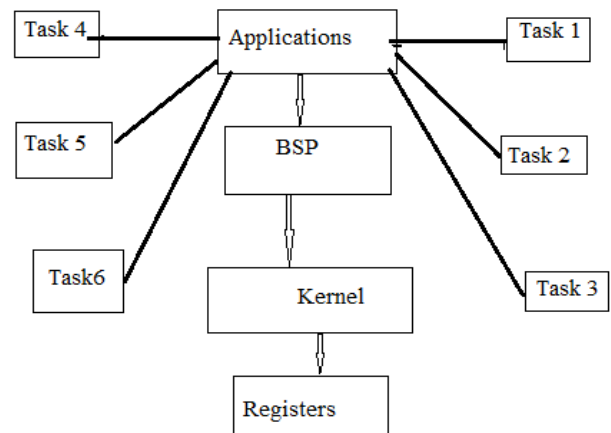 Task 4
Applications
Task 1
Task 5
BSP
Task 2
Task6
Kernel
Task 3
Registers